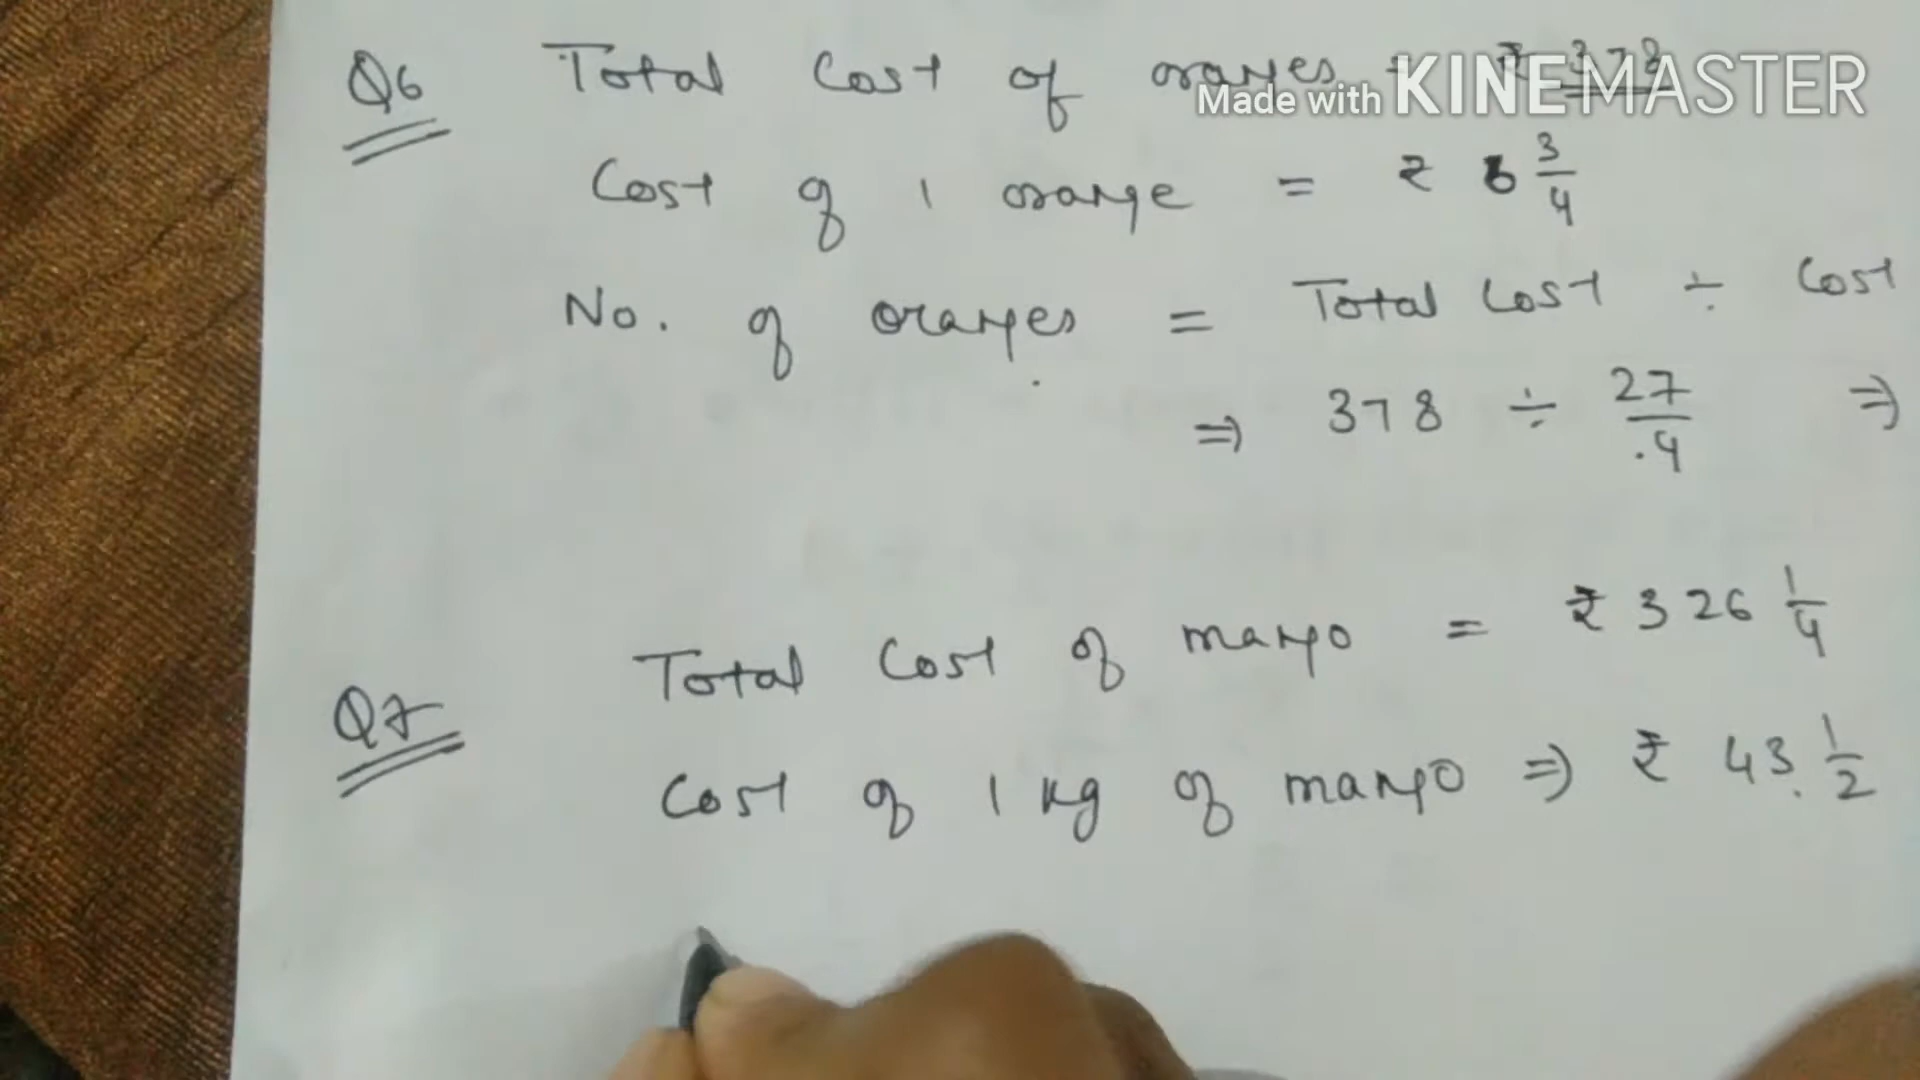 Q6 Total Cost of oranges = ₹ 378
Made with KINEMASTER
Cost of 1 orange = ₹ 6 3/4
No. of oranges = Total Cost ÷ Cost
⇒ 378 ÷ 27/4 ⇒
Total Cost of mango = ₹ 326 1/4
Q7
Cost of 1 kg of mango ⇒ ₹ 43 1/2